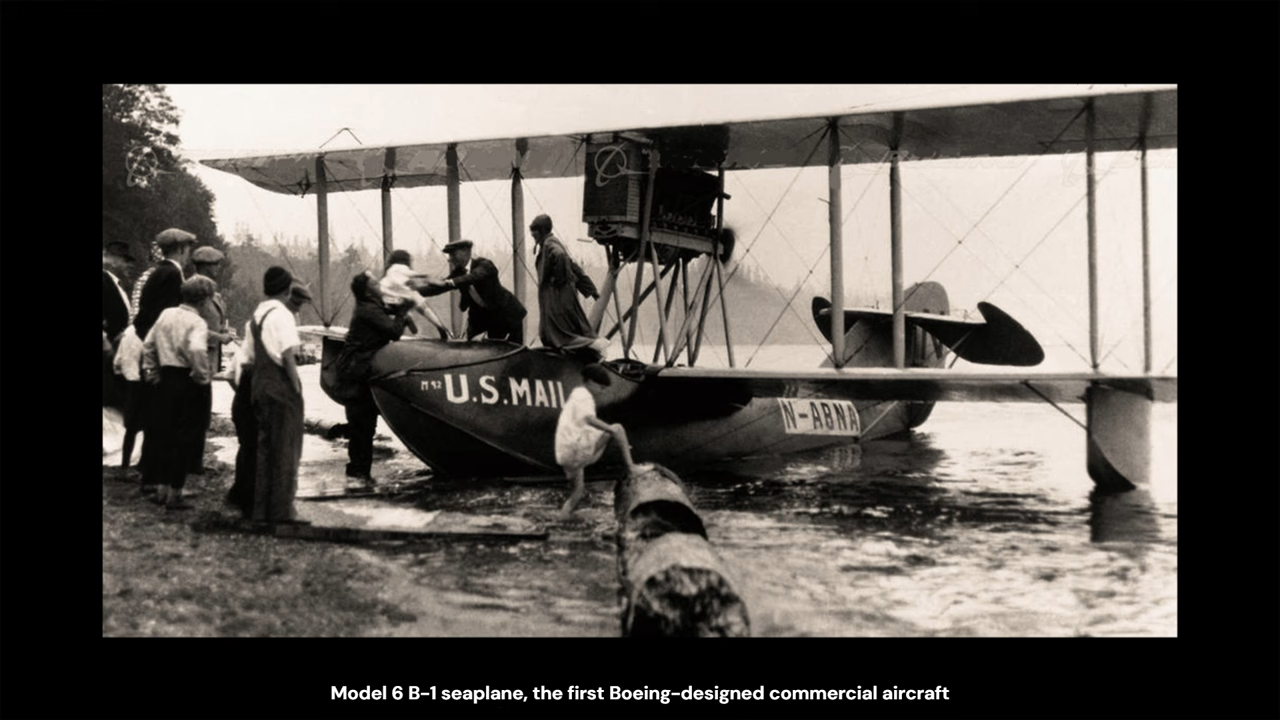 U.S.MAIL
N-ABNA
Model 6 B-1 seaplane, the first Boeing-designed commercial aircraft